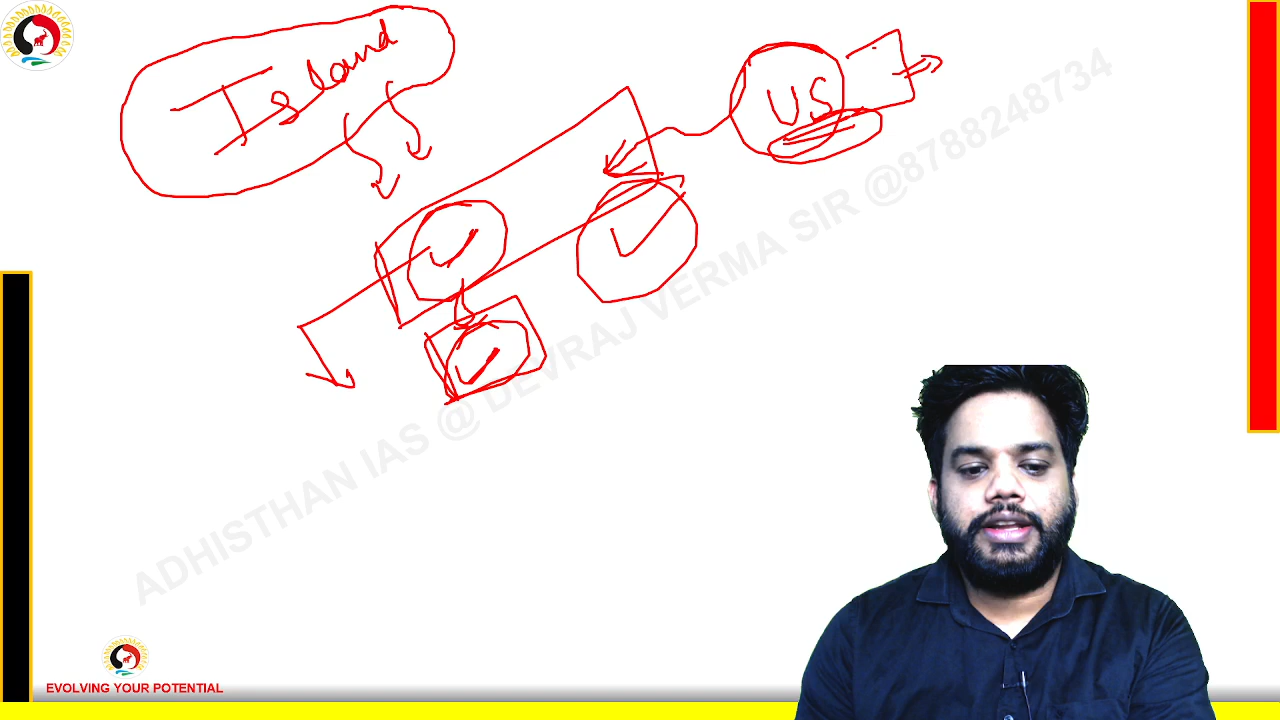 Island
US
ADHISTHAN IAS @ DEVRAJ VERMA SIR @8788248734
EVOLVING YOUR POTENTIAL